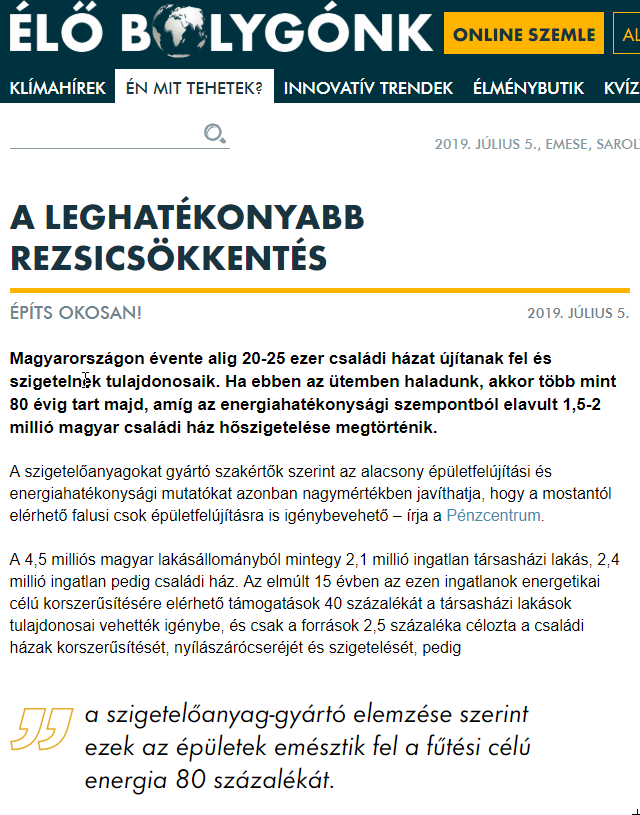 ÉLŐ BOLYGÓNK
ONLINE SZEMLE
KLÍMAHÍREK ÉN MIT TEHETEK? INNOVATÍV TRENDEK ÉLMÉNYBUTIK KVÍZ
2019. JÚLIUS 5., EMESE,
A LEGHATÉKONYABB
REZSICSÖKKENTÉS
ÉPÍTS OKOSAN!
2019. JÚLIUS 5.
Magyarországon évente alig 20-25 ezer családi házat újítanak fel és
szigetelnek tulajdonosaik. Ha ebben az ütemben haladunk, akkor több mint
80 évig tart majd, amíg az energiahatékonysági szempontból elavult 1,5-2
millió magyar családi ház hőszigetelése megtörténik.
A szigetelőanyagokat gyártó szakértők szerint az alacsony épületfelújítási és
energiahatékonysági mutatókat azonban nagymértékben javíthatja, hogy a mostantól
elérhető falusi csok épületfelújításra is igénybevehető – írja a Pénzcentrum.
A 4,5 milliós magyar lakásállományból mintegy 2,1 millió ingatlan társasházi lakás, 2,4
millió ingatlan pedig családi ház. Az elmúlt 15 évben az ezen ingatlanok energetikai
célú korszerűsítésére elérhető támogatások 40 százalékát a társasházi lakások
tulajdonosai vehették igénybe, és csak a források 2,5 százaléka célozta a családi
házak korszerűsítését, nyílászárócseréjét és szigetelését, pedig
a szigetelőanyag-gyártó elemzése szerint
ezek az épületek emésztik fel a fűtési célú
energia 80 százalékát.